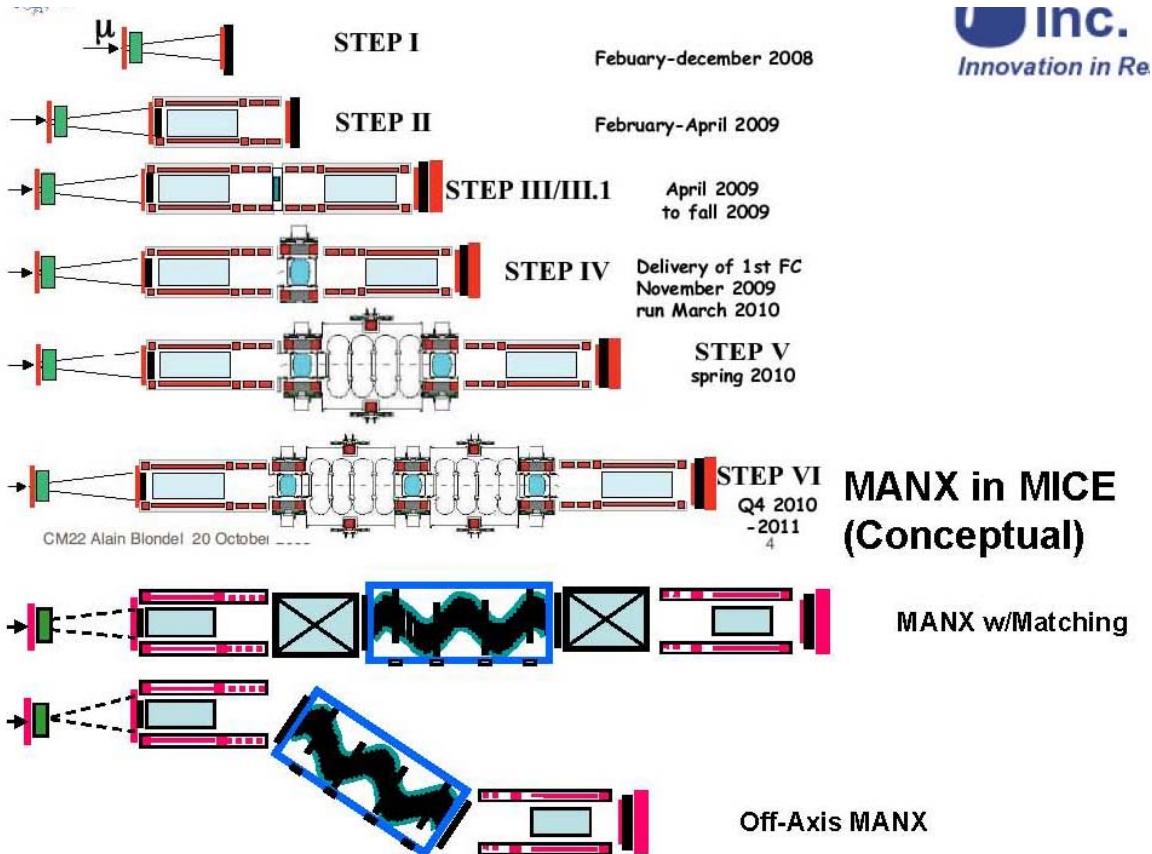 μ
STEP I
Febuary-december 2008
Inc.
Innovation in Re
STEP II
February-April 2009
STEP III/III.1
April 2009
to fall 2009
STEP IV
Delivery of 1st FC
November 2009
run March 2010
STEP V
spring 2010
STEP VI
Q4 2010
-2011
4
CM22 Alain Blondel 20 October
MANX in MICE
(Conceptual)
MANX w/Matching
Off-Axis MANX